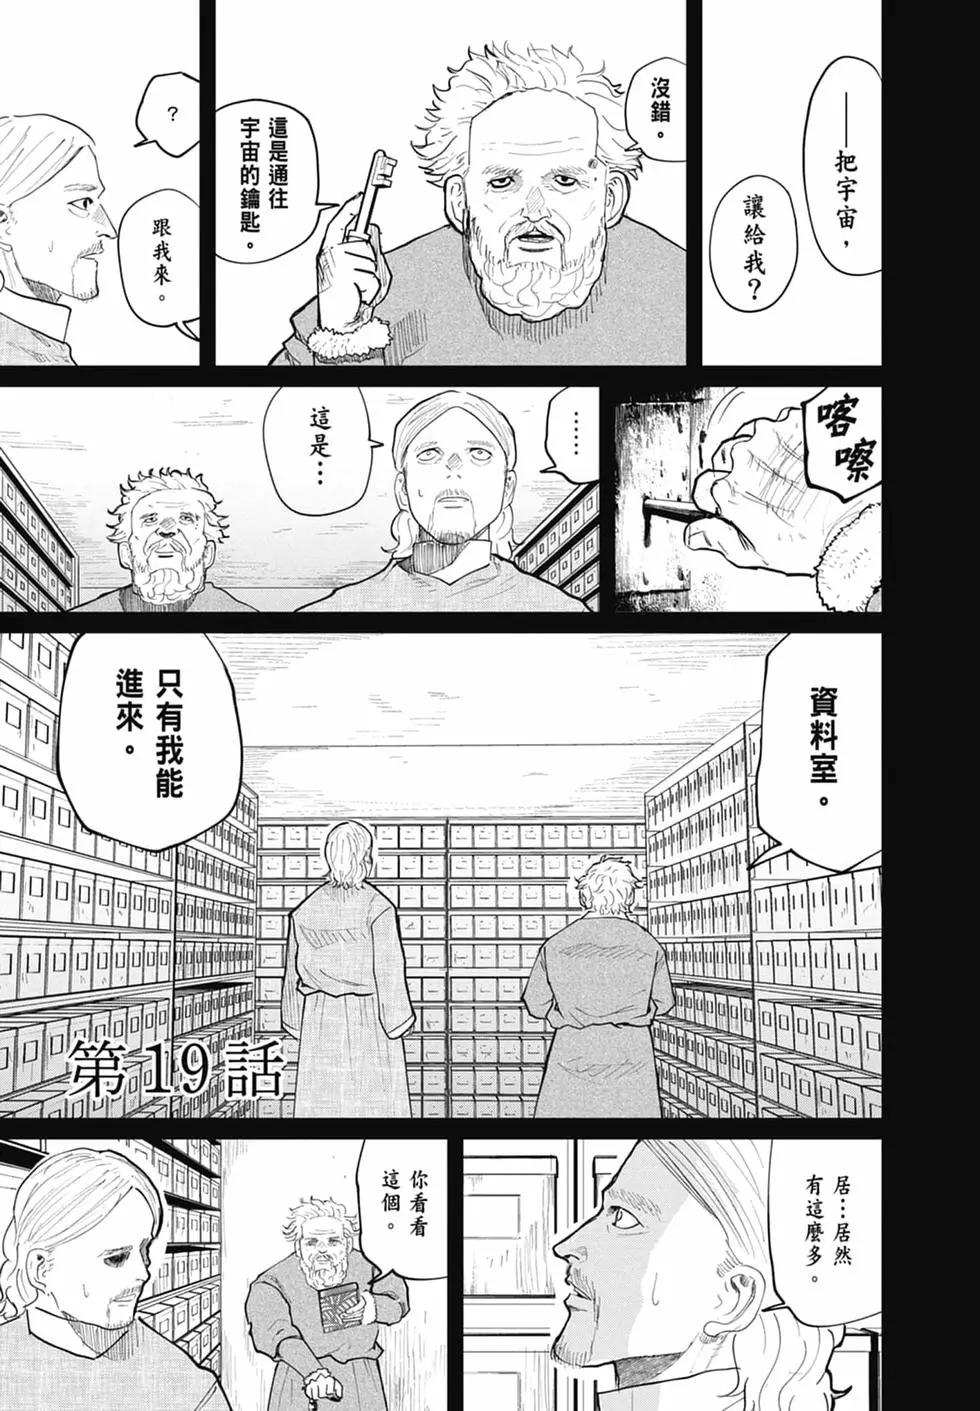 ——把宇宙，
讓給我？
沒錯。
這是通往
宇宙的鑰匙。
？
跟我來。
喀嚓
……
這是…
資料室。
只有我能
進來。
第19話
居…居然
有這麼多。
你看看
這個。